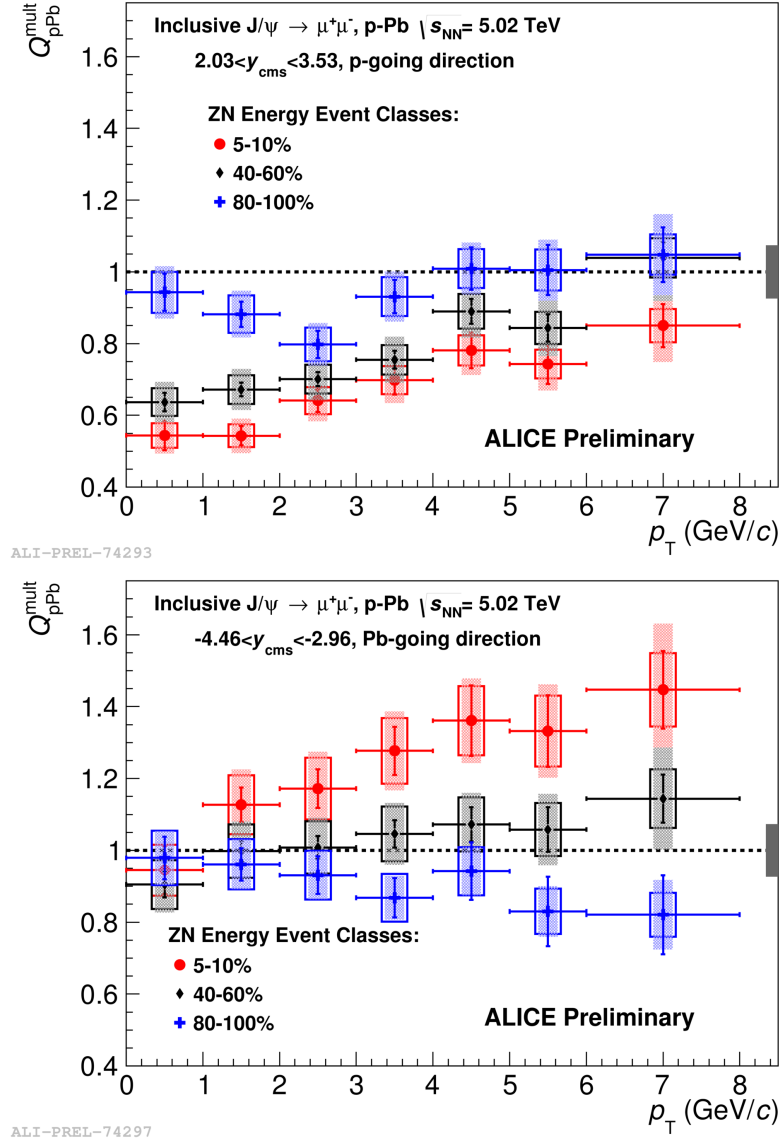 Q_pPb^mult
Inclusive J/ψ → μ⁺μ⁻, p-Pb √s_NN= 5.02 TeV
2.03<y_cms<3.53, p-going direction
ZN Energy Event Classes:
5-10%
40-60%
80-100%
1.6
1.4
1.2
1
0.8
0.6
0.4
ALICE Preliminary
0 1 2 3 4 5 6 7 8
p_T (GeV/c)
ALI-PREL-74293
Q_pPb^mult
Inclusive J/ψ → μ⁺μ⁻, p-Pb √s_NN= 5.02 TeV
-4.46<y_cms<-2.96, Pb-going direction
1.6
1.4
1.2
1
0.8
0.6
0.4
ZN Energy Event Classes:
5-10%
40-60%
80-100%
ALICE Preliminary
0 1 2 3 4 5 6 7 8
p_T (GeV/c)
ALI-PREL-74297